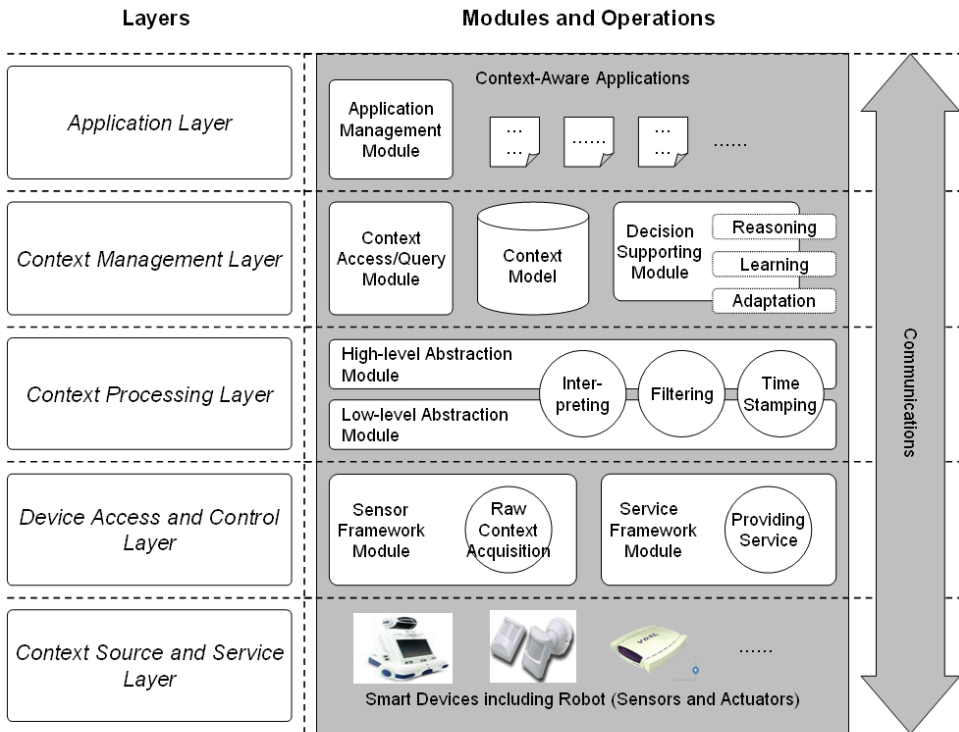 Layers
Modules and Operations
Application Layer
Context-Aware Applications
Application
Management
Module
...
...
......
...
...
......
Context Management Layer
Context
Access/Query
Module
Context
Model
Decision
Supporting
Module
Reasoning
Learning
Adaptation
Context Processing Layer
High-level Abstraction
Module
Low-level Abstraction
Module
Inter-
preting
Filtering
Time
Stamping
Device Access and Control
Layer
Sensor
Framework
Module
Raw
Context
Acquisition
Service
Framework
Module
Providing
Service
Context Source and Service
Layer
VDSL
......
Smart Devices including Robot (Sensors and Actuators)
Communications